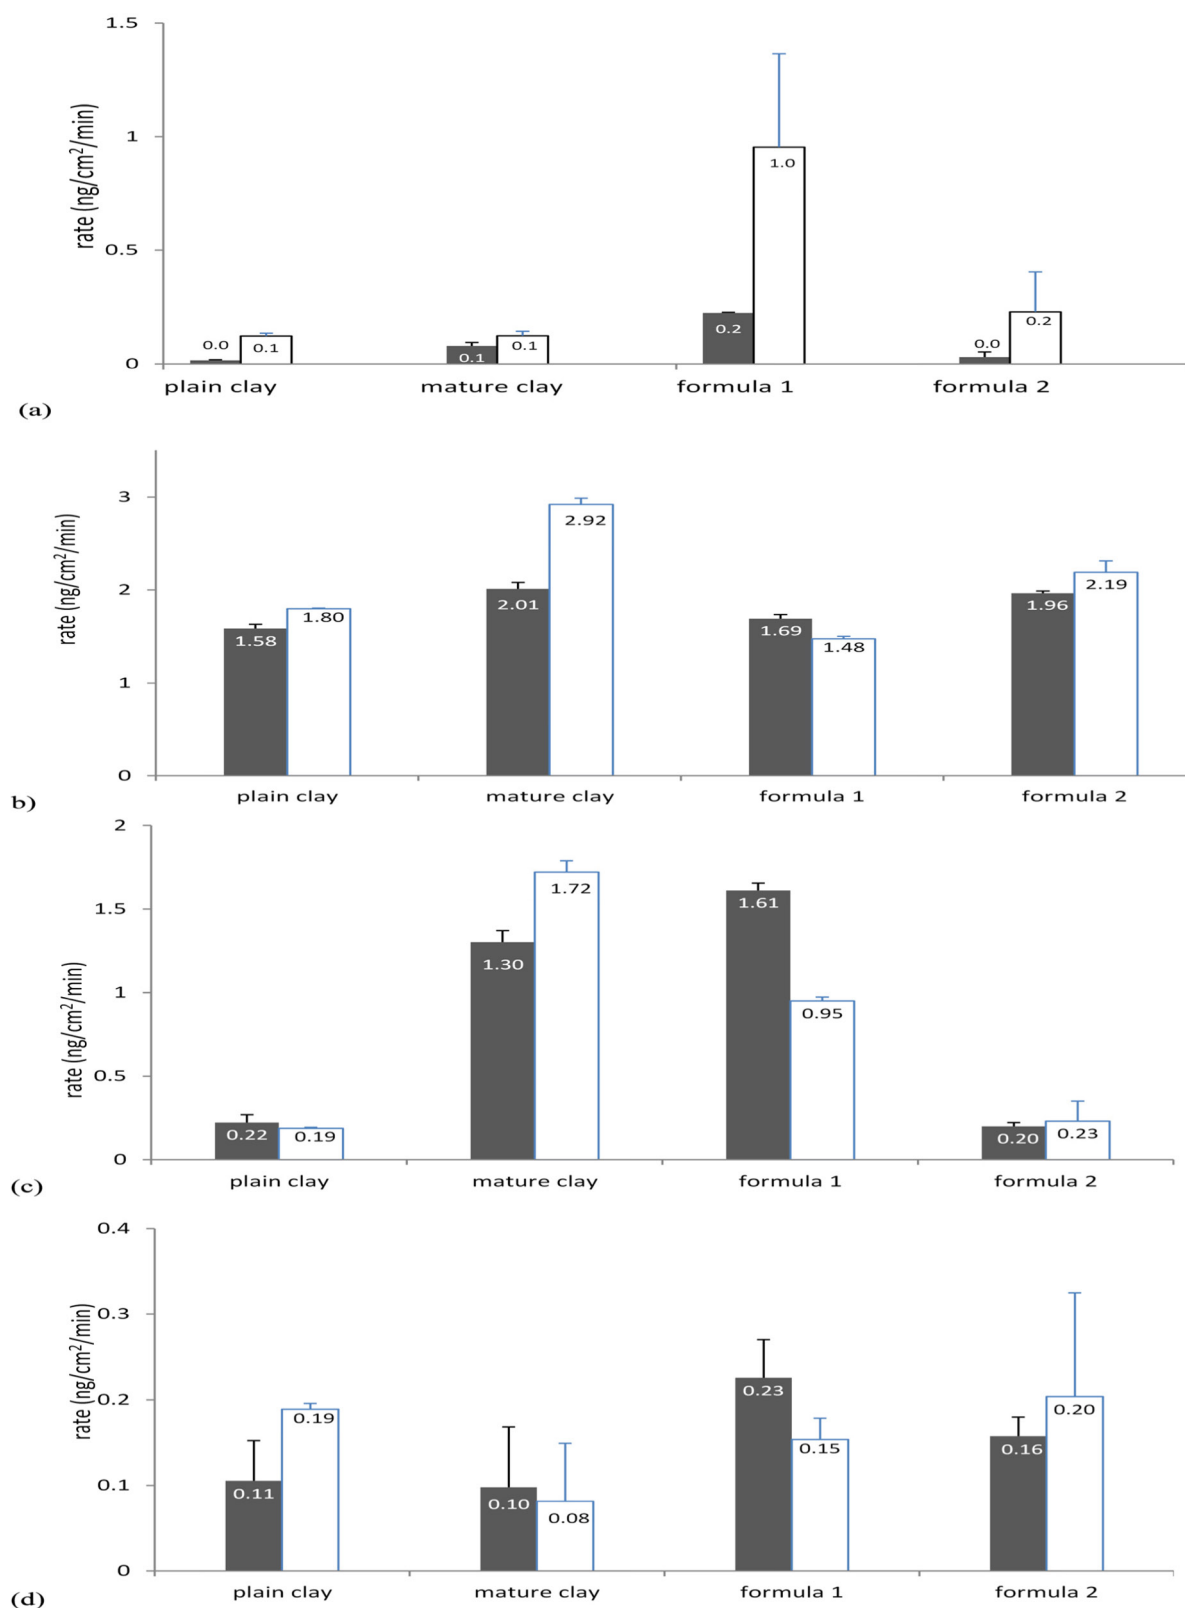 1.5
1
0.5
0
rate (ng/cm²/min)
0.0
0.1
0.1
0.1
0.2
1.0
0.0
0.2
plain clay
mature clay
formula 1
formula 2
(a)
3
2
1
0
rate (ng/cm²/min)
1.58
1.80
2.01
2.92
1.69
1.48
1.96
2.19
plain clay
mature clay
formula 1
formula 2
b)
2
1.5
1
0.5
0
rate (ng/cm²/min)
0.22
0.19
1.30
1.72
1.61
0.95
0.20
0.23
plain clay
mature clay
formula 1
formula 2
(c)
0.4
0.3
0.2
0.1
0
rate (ng/cm²/min)
0.11
0.19
0.10
0.08
0.23
0.15
0.16
0.20
plain clay
mature clay
formula 1
formula 2
(d)